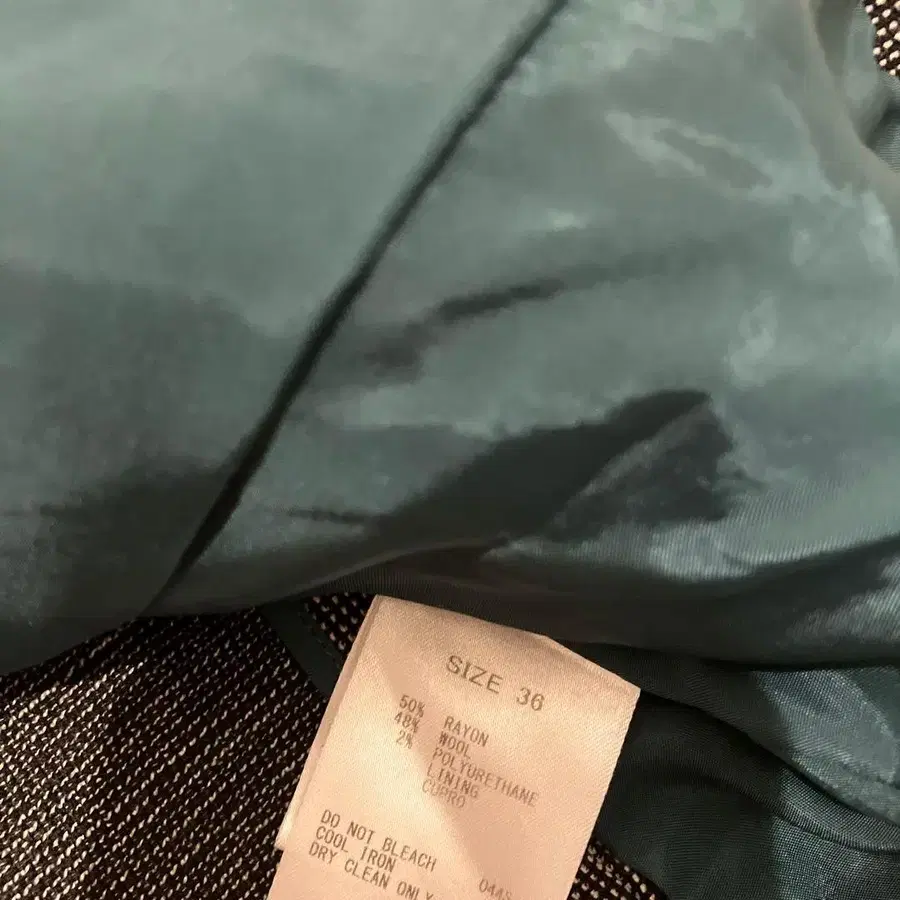 SIZE 36
50% RAYON
48% WOOL
2% POLYURETHANE
LINING
CUPRO
DO NOT BLEACH
COOL IRON
DRY CLEAN ONLY